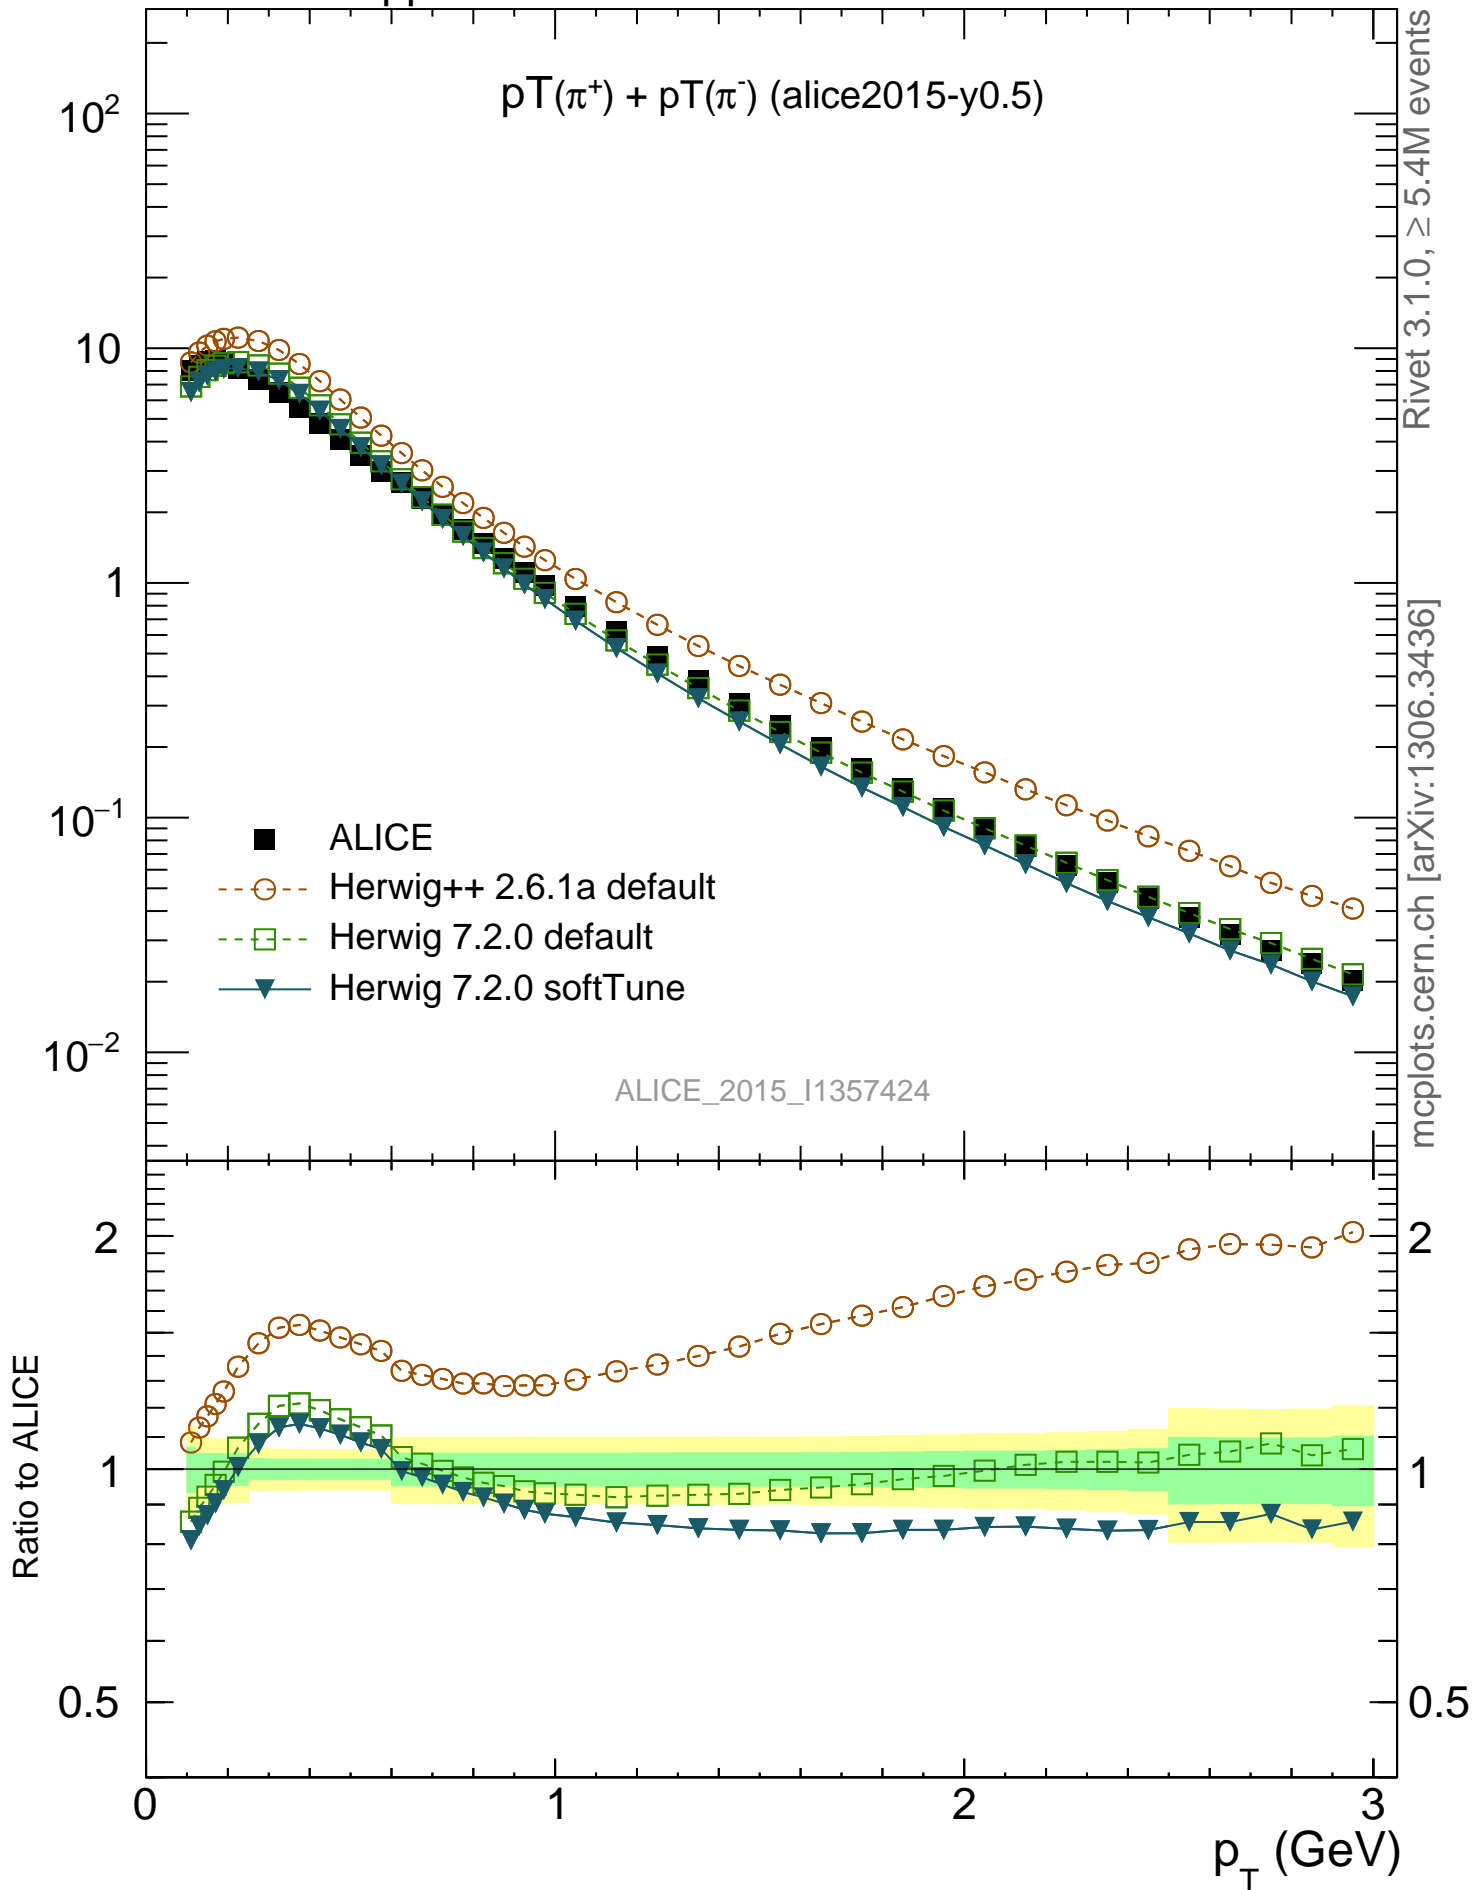 pT(π⁺) + pT(π⁻) (alice2015-y0.5)
10²
10
1
10⁻¹
10⁻²
ALICE
Herwig++ 2.6.1a default
Herwig 7.2.0 default
Herwig 7.2.0 softTune
ALICE_2015_I1357424
Rivet 3.1.0, ≥ 5.4M events
mcplots.cern.ch [arXiv:1306.3436]
Ratio to ALICE
2
1
0.5
2
1
0.5
0
1
2
3
p_T (GeV)